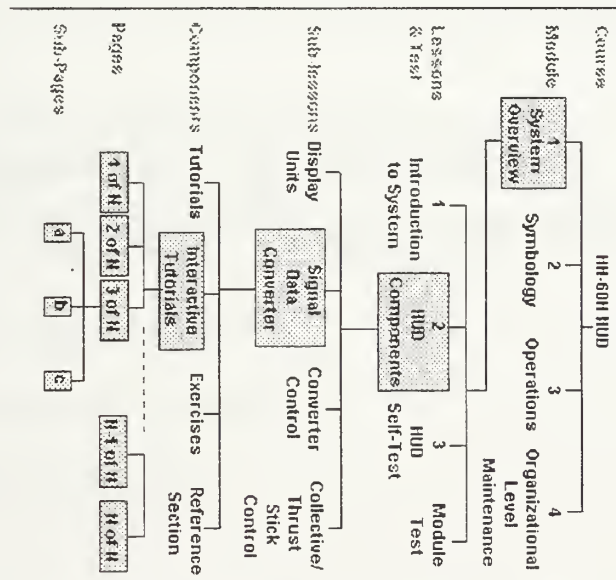 Course
HH-60H HUD
Module
1
System
Overview
2
Symbology
3
Operations
4
Organizational
Level
Maintenance
Lessons
& Test
1
Introduction
to System
2
HUD
Components
3
HUD
Self-Test
Module
Test
Sub-lessons
Display
Units
Signal
Data
Converter
Converter
Control
Collective/
Thrust
Stick
Control
Components
Tutorials
Interactive
Tutorials
Exercises
Reference
Section
Pages
1 of N
2 of N
3 of N
N-1 of N
N of N
Sub-Pages
a
b
c